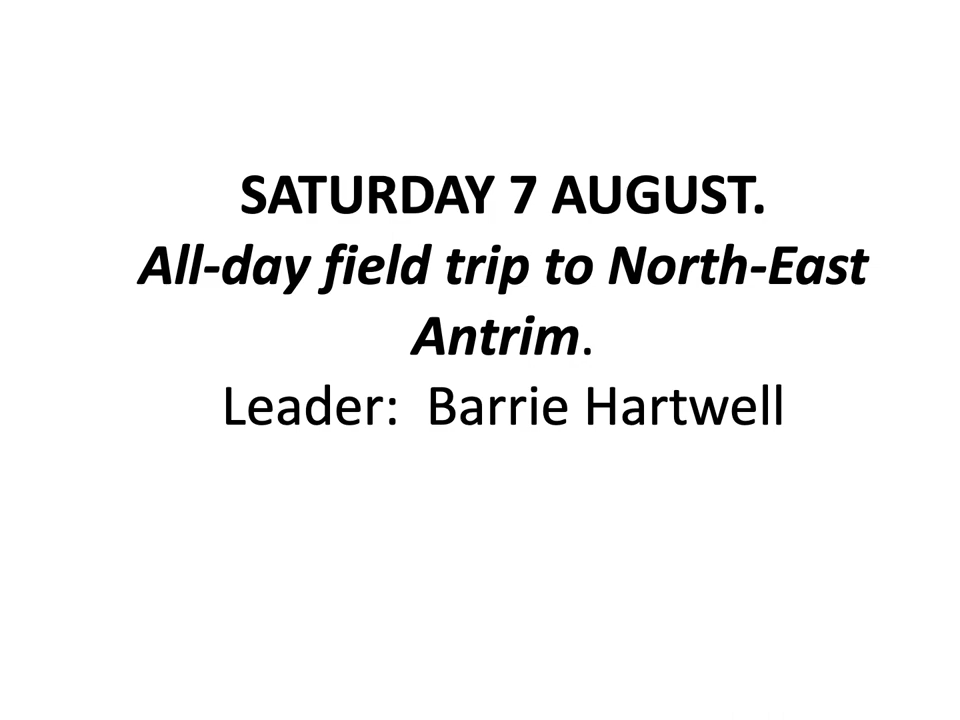 SATURDAY 7 AUGUST.
All-day field trip to North-East
Antrim.
Leader:  Barrie Hartwell